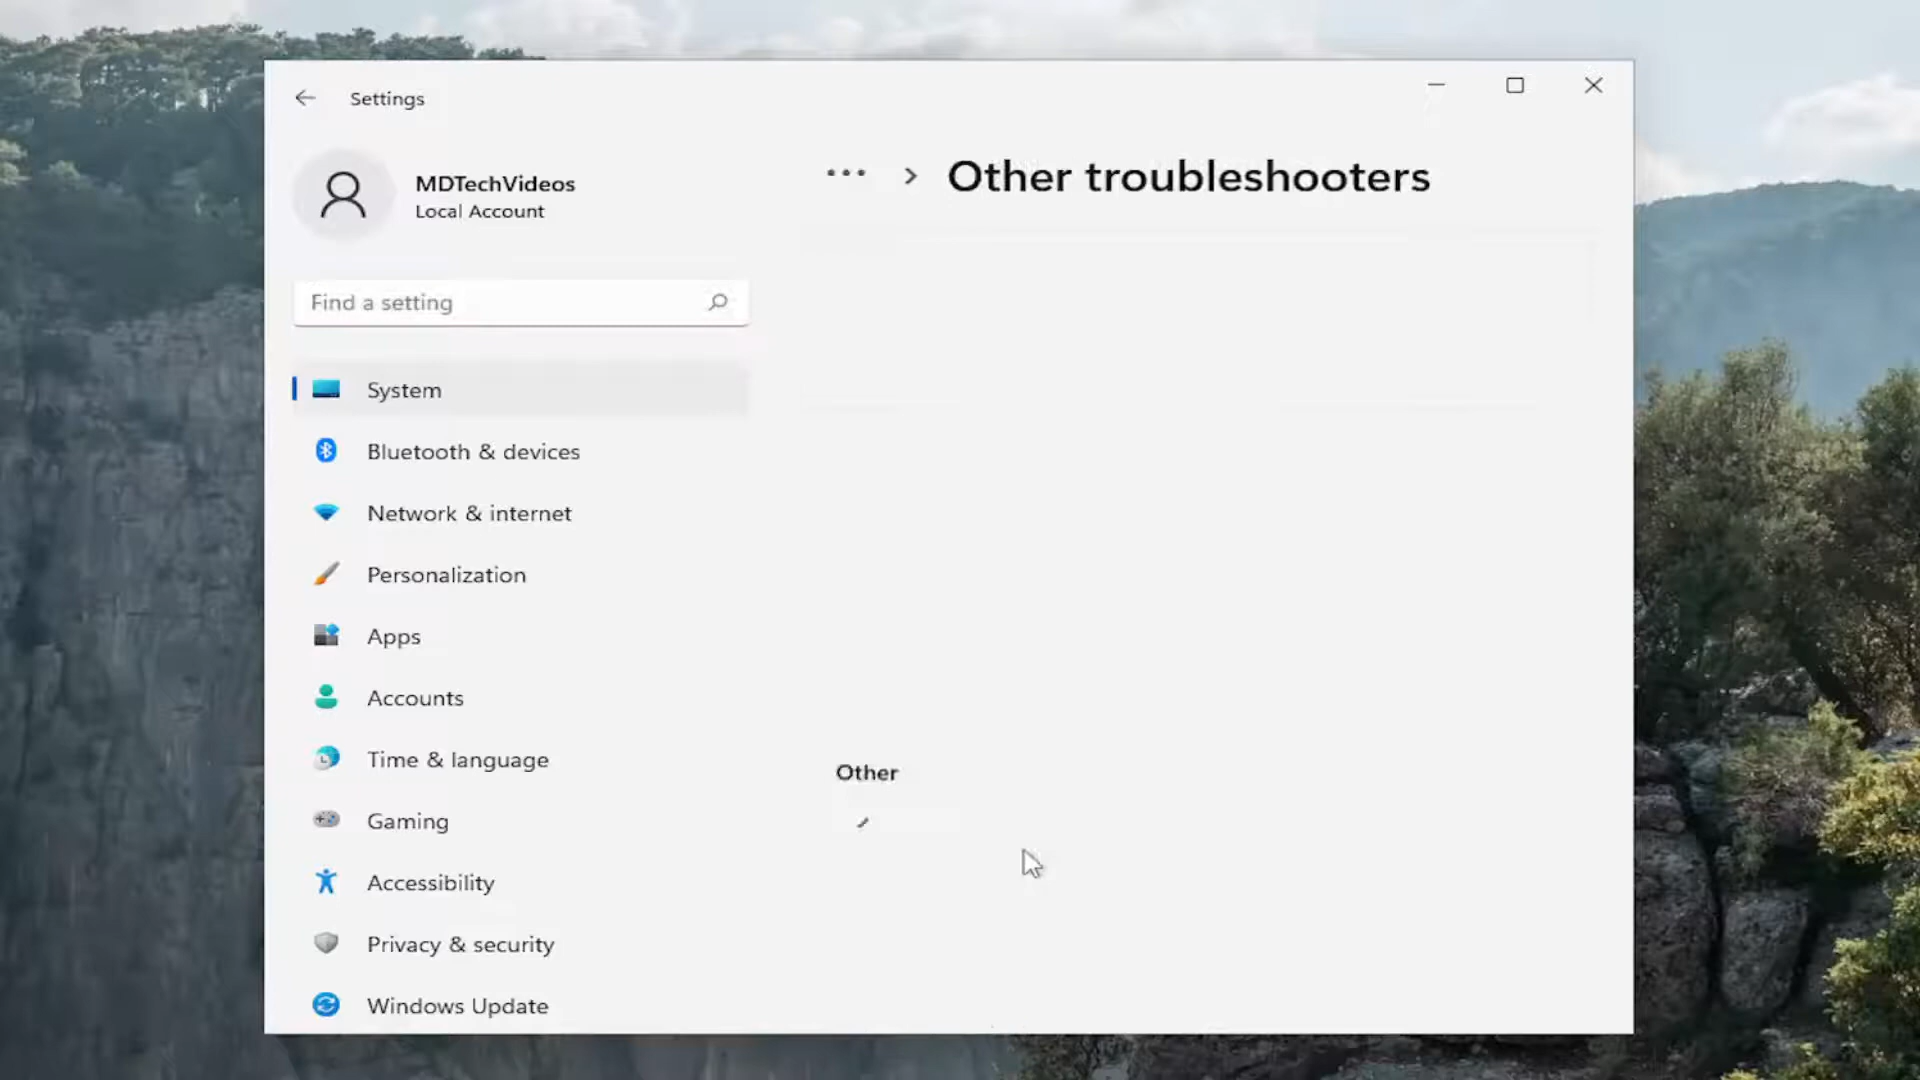 Settings
MDTechVideos
Local Account
Find a setting
System
Bluetooth & devices
Network & internet
Personalization
Apps
Accounts
Time & language
Gaming
Accessibility
Privacy & security
Windows Update
... > Other troubleshooters
Other